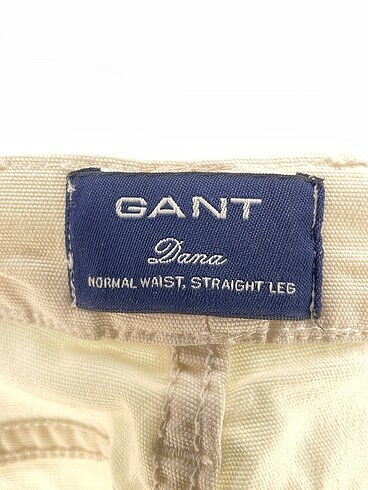 GANT
Dana
NORMAL WAIST, STRAIGHT LEG